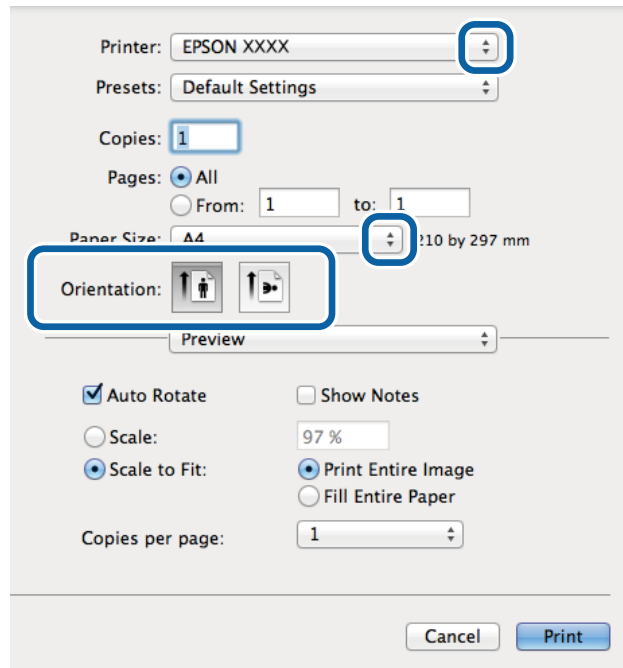 Printer: EPSON XXXX
Presets: Default Settings
Copies: 1
Pages: All
From: 1 to: 1
Paper Size: A4 210 by 297 mm
Orientation:
Preview
Auto Rotate Show Notes
Scale: 97 %
Scale to Fit: Print Entire Image
Fill Entire Paper
Copies per page: 1
Cancel Print